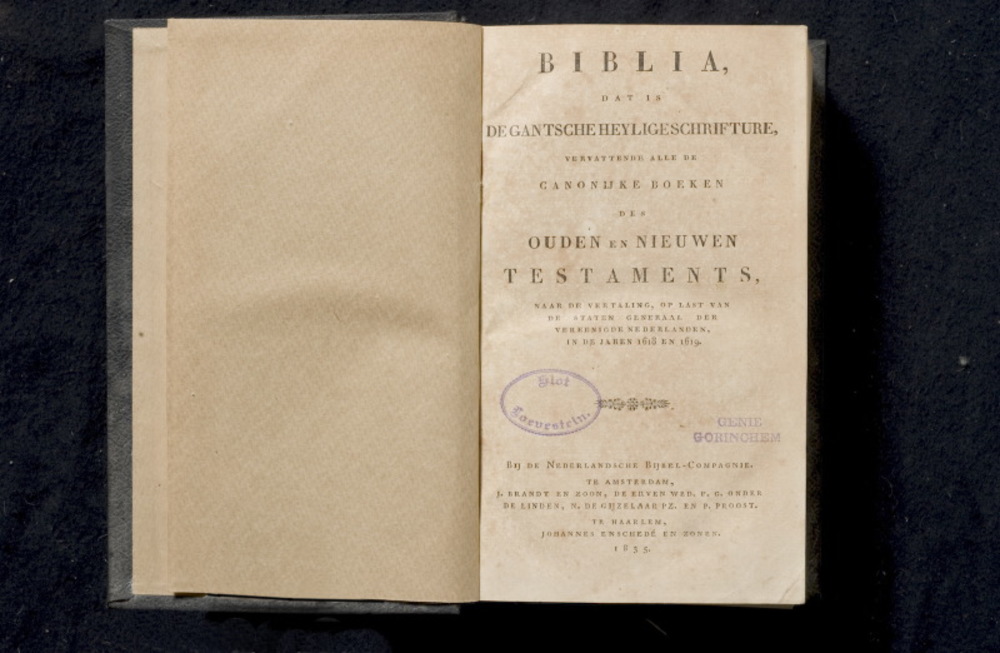 BIBLIA,
DAT IS
DE GANTSCHE HEYLIGE SCHRIFTURE,
VERVATTENDE ALLE DE
CANONIJKE BOEKEN
DES
OUDEN EN NIEUWEN
TESTAMENTS,
NAAR DE VERTALING, OP LAST VAN
DE STATEN GENERAAL DER
VEREENIGDE NEDERLANDEN,
IN DE JAREN 1618 EN 1619.
Slot
Loevestein.
GENIE
GORINCHEM
Bij de Nederlandsche Bijbel-Compagnie.
TE AMSTERDAM,
J. BRANDT EN ZOON, DE ERVEN WED. P. G. ONDER
DE LINDEN, N. DE GIJZELAAR PZ. EN P. PROOST.
TE HAARLEM,
JOHANNES ENSCHEDÉ EN ZONEN.
1835.